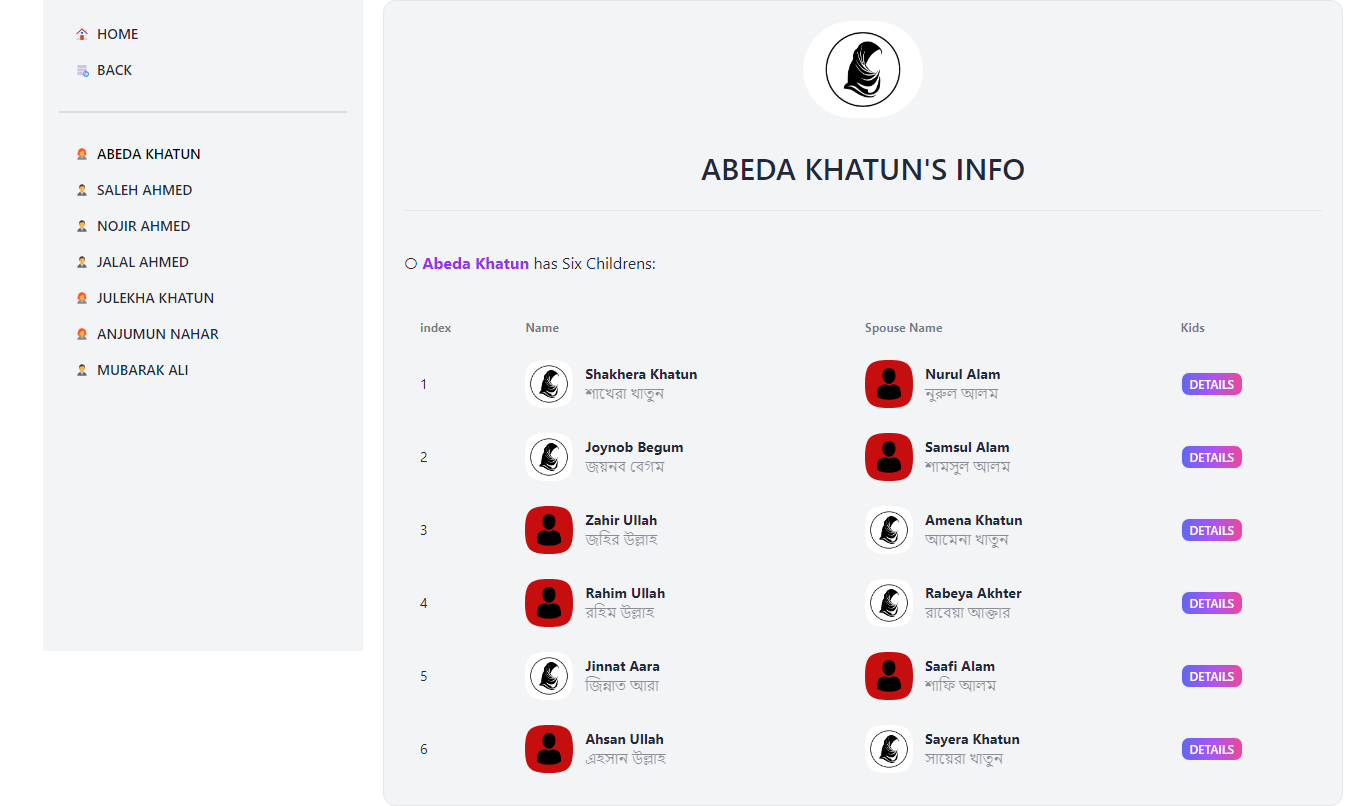 HOME
BACK
ABEDA KHATUN
SALEH AHMED
NOJIR AHMED
JALAL AHMED
JULEKHA KHATUN
ANJUMUN NAHAR
MUBARAK ALI
ABEDA KHATUN'S INFO
Abeda Khatun has Six Childrens:
index Name Spouse Name Kids
1 Shakhera Khatun Nurul Alam DETAILS
শাখেরা খাতুন নুরুল আলম
2 Joynob Begum Samsul Alam DETAILS
জয়নব বেগম শামসুল আলম
3 Zahir Ullah Amena Khatun DETAILS
জহির উল্লাহ আমেনা খাতুন
4 Rahim Ullah Rabeya Akhter DETAILS
রহিম উল্লাহ রাবেয়া আক্তার
5 Jinnat Aara Saafi Alam DETAILS
জিন্নাত আরা শাফি আলম
6 Ahsan Ullah Sayera Khatun DETAILS
এহসান উল্লাহ সায়েরা খাতুন